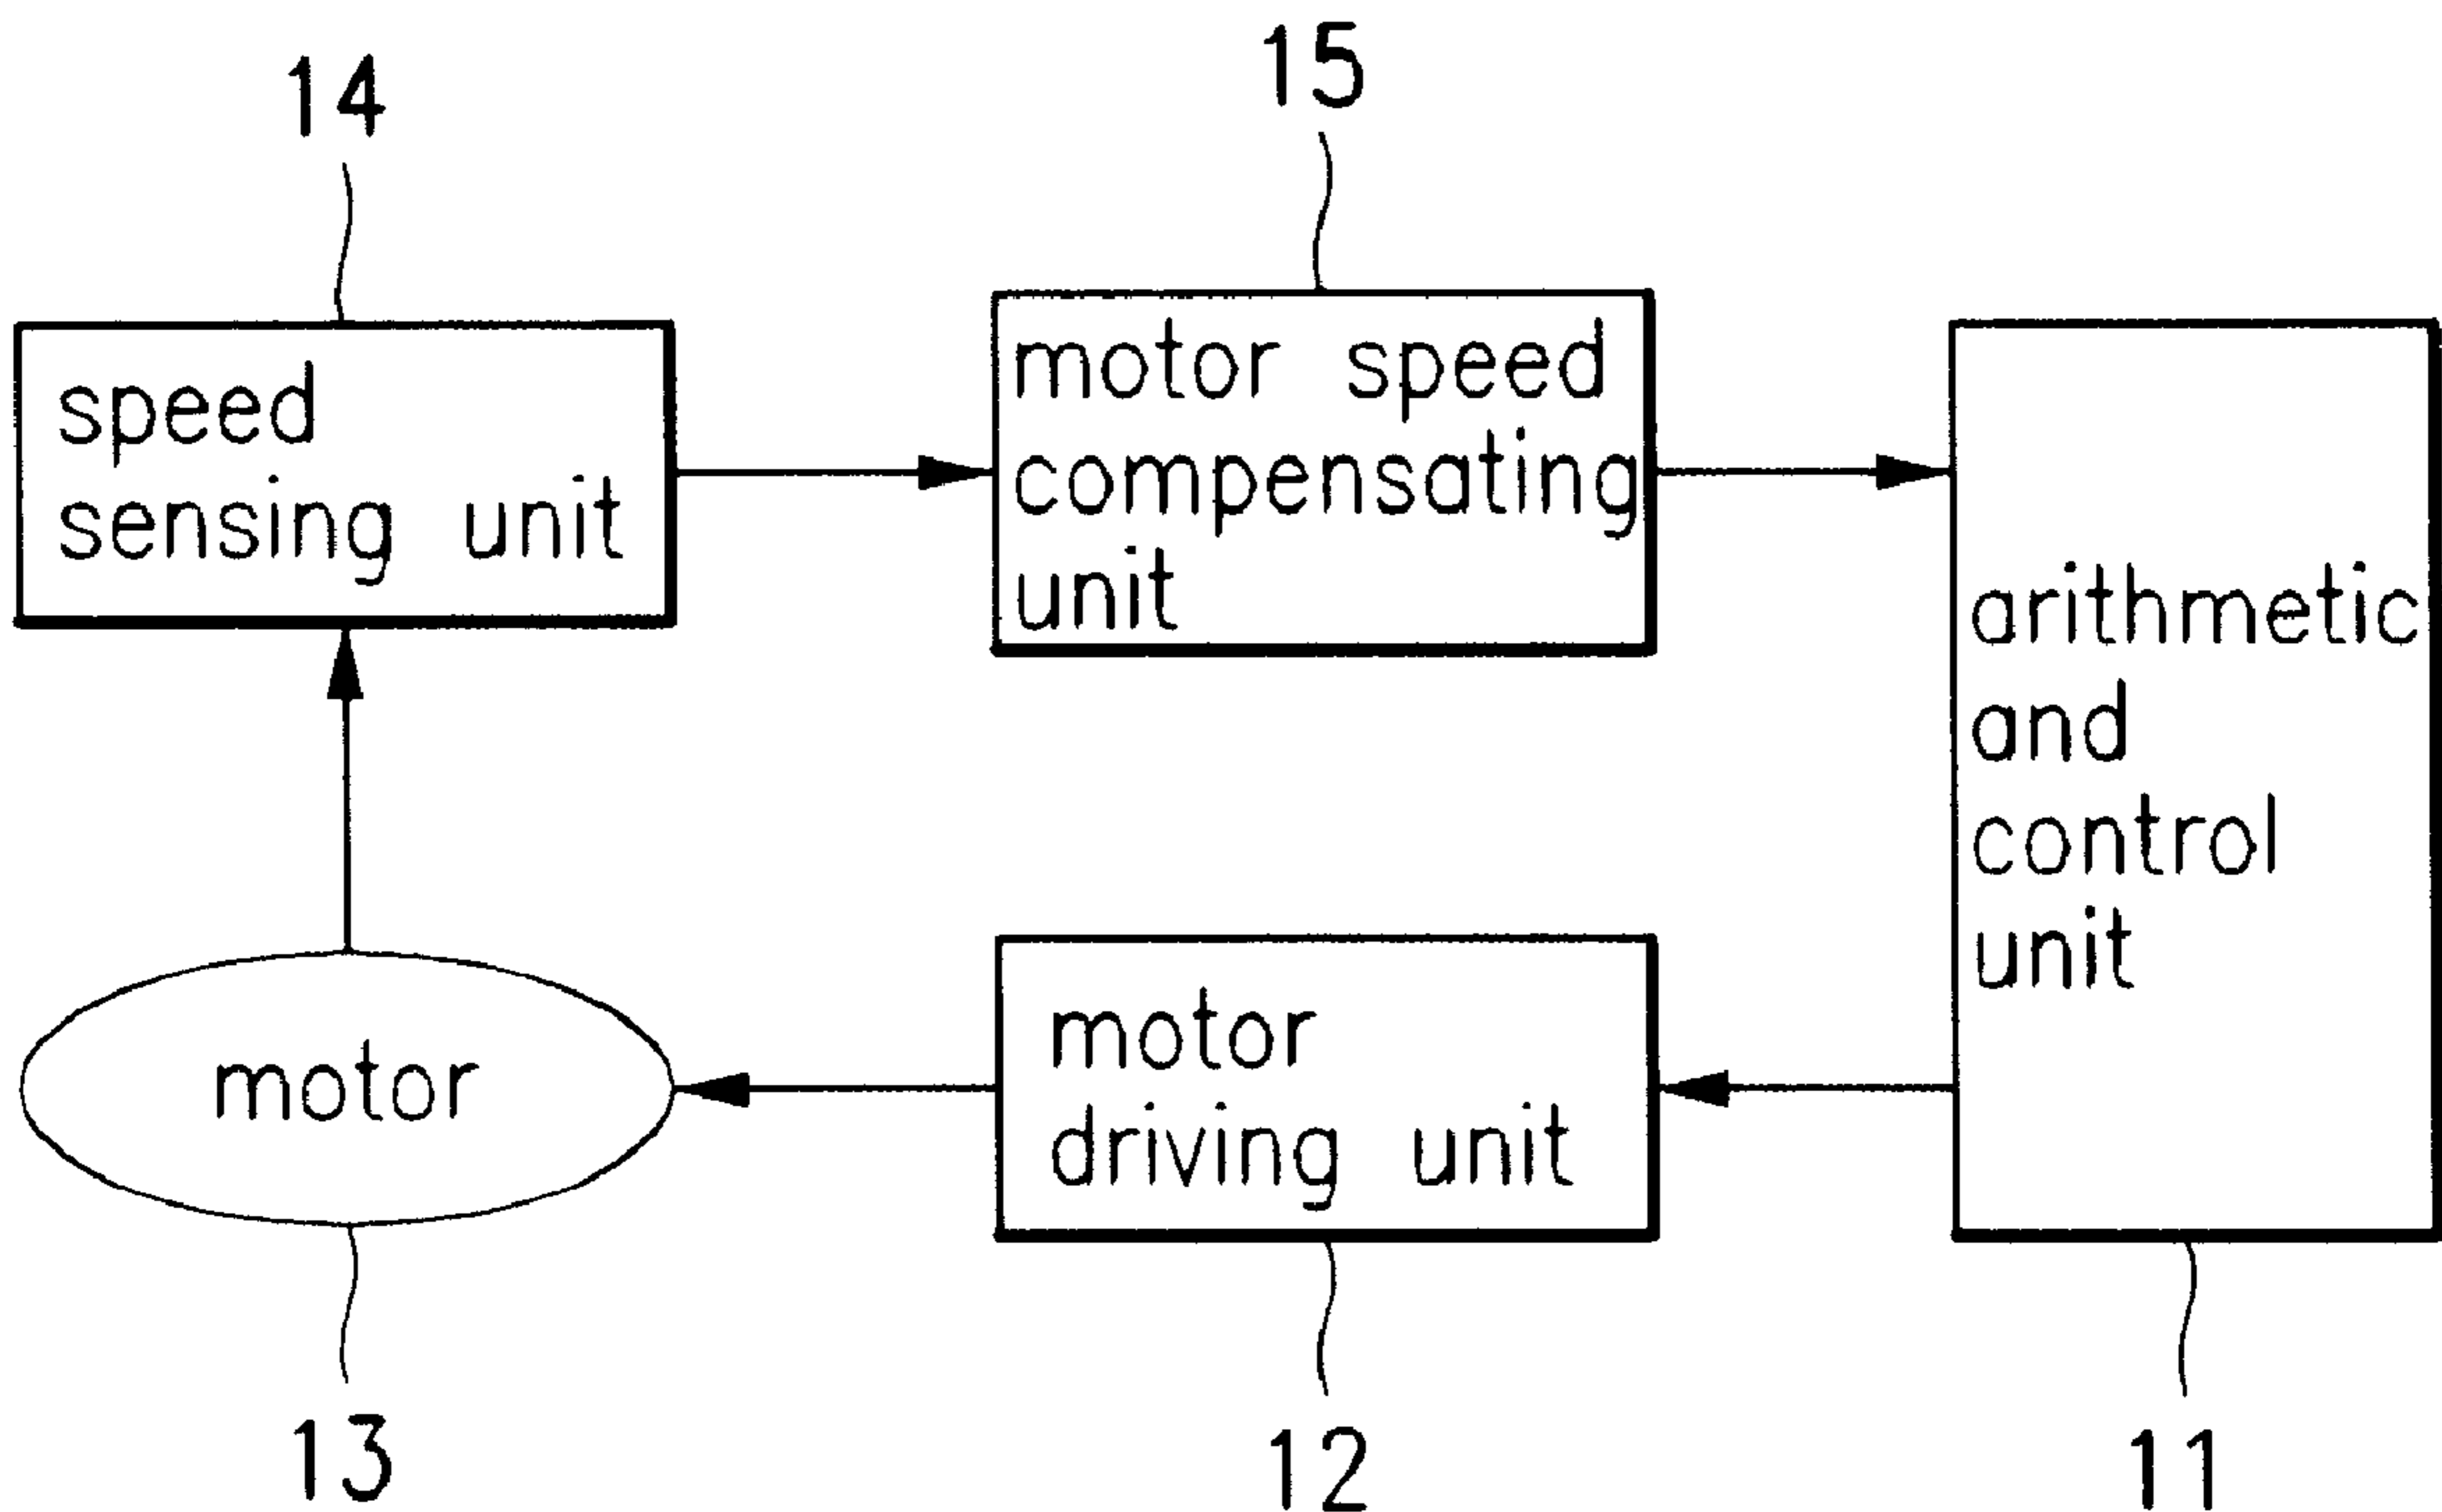 14
15
speed
sensing unit
motor speed
compensating
unit
arithmetic
and
control
unit
motor
motor
driving unit
13
12
11